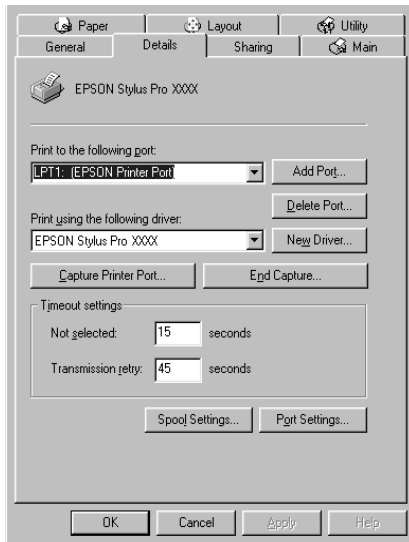 Paper Layout Utility
General Details Sharing Main
EPSON Stylus Pro XXXX
Print to the following port:
LPT1: (EPSON Printer Port)
Add Port...
Delete Port...
Print using the following driver:
EPSON Stylus Pro XXXX
New Driver...
Capture Printer Port... End Capture...
Timeout settings
Not selected: 15 seconds
Transmission retry: 45 seconds
Spool Settings... Port Settings...
OK Cancel Apply Help